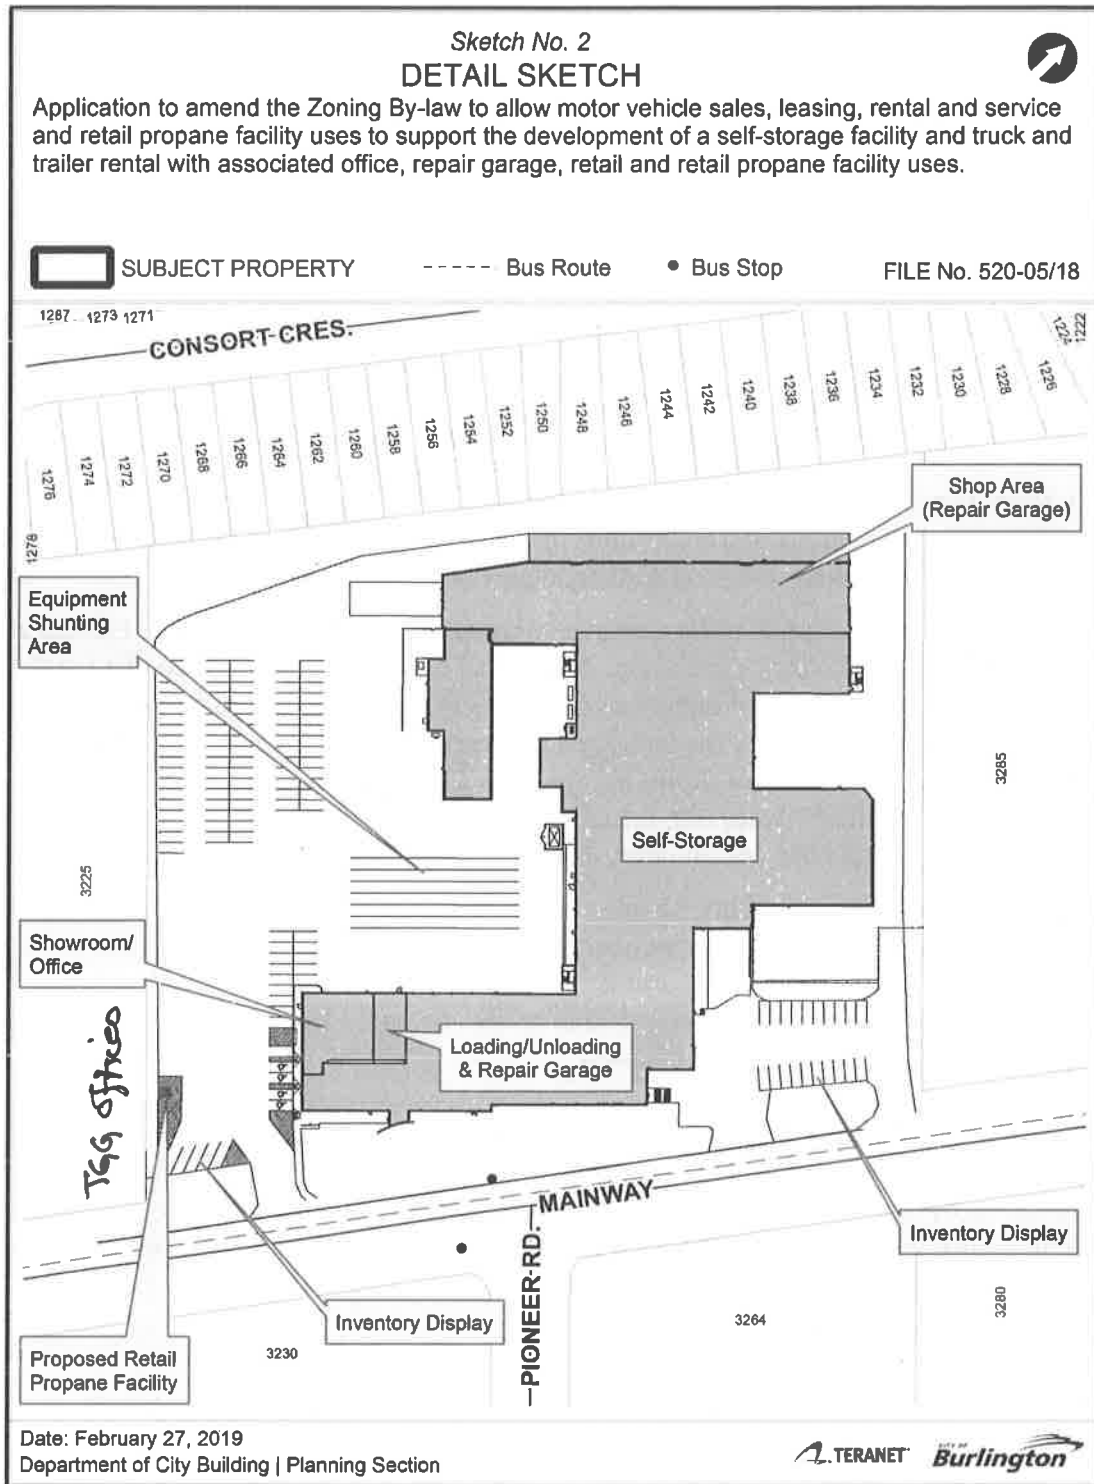 Sketch No. 2
DETAIL SKETCH
Application to amend the Zoning By-law to allow motor vehicle sales, leasing, rental and service
and retail propane facility uses to support the development of a self-storage facility and truck and
trailer rental with associated office, repair garage, retail and retail propane facility uses.
SUBJECT PROPERTY
Bus Route
Bus Stop
FILE No. 520-05/18
1287 1273 1271
CONSORT CRES.
1222
1224
1226
1228
1230
1232
1234
1236
1238
1240
1242
1244
1246
1248
1250
1252
1254
1256
1258
1260
1262
1264
1266
1268
1270
1272
1274
1276
1278
Shop Area
(Repair Garage)
Equipment
Shunting
Area
3285
Self-Storage
3225
Showroom/
Office
Loading/Unloading
& Repair Garage
TGG Offices
MAINWAY
PIONEER RD.
Inventory Display
Inventory Display
3280
3264
3230
Proposed Retail
Propane Facility
Date: February 27, 2019
Department of City Building | Planning Section
TERANET
CITY OF
Burlington